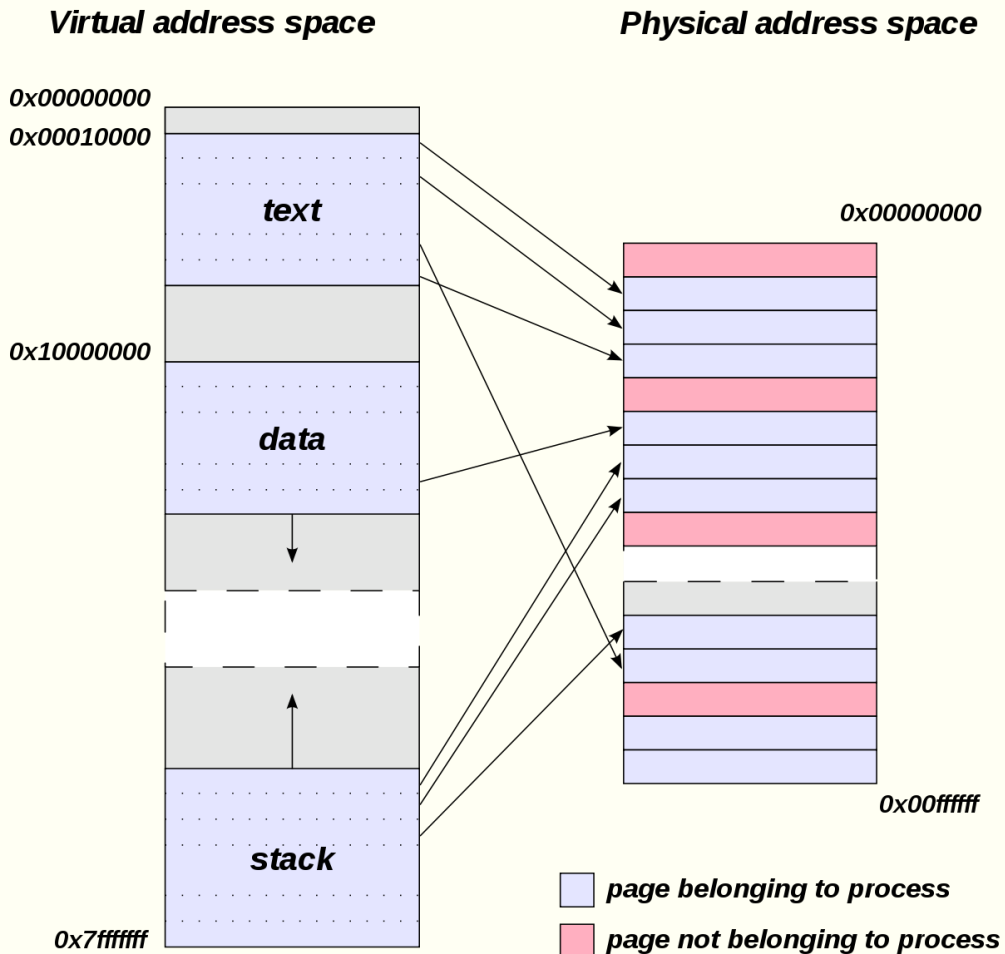 Virtual address space
Physical address space
0x00000000
0x00010000
text
0x10000000
data
stack
0x7fffffff
0x00000000
0x00ffffff
page belonging to process
page not belonging to process